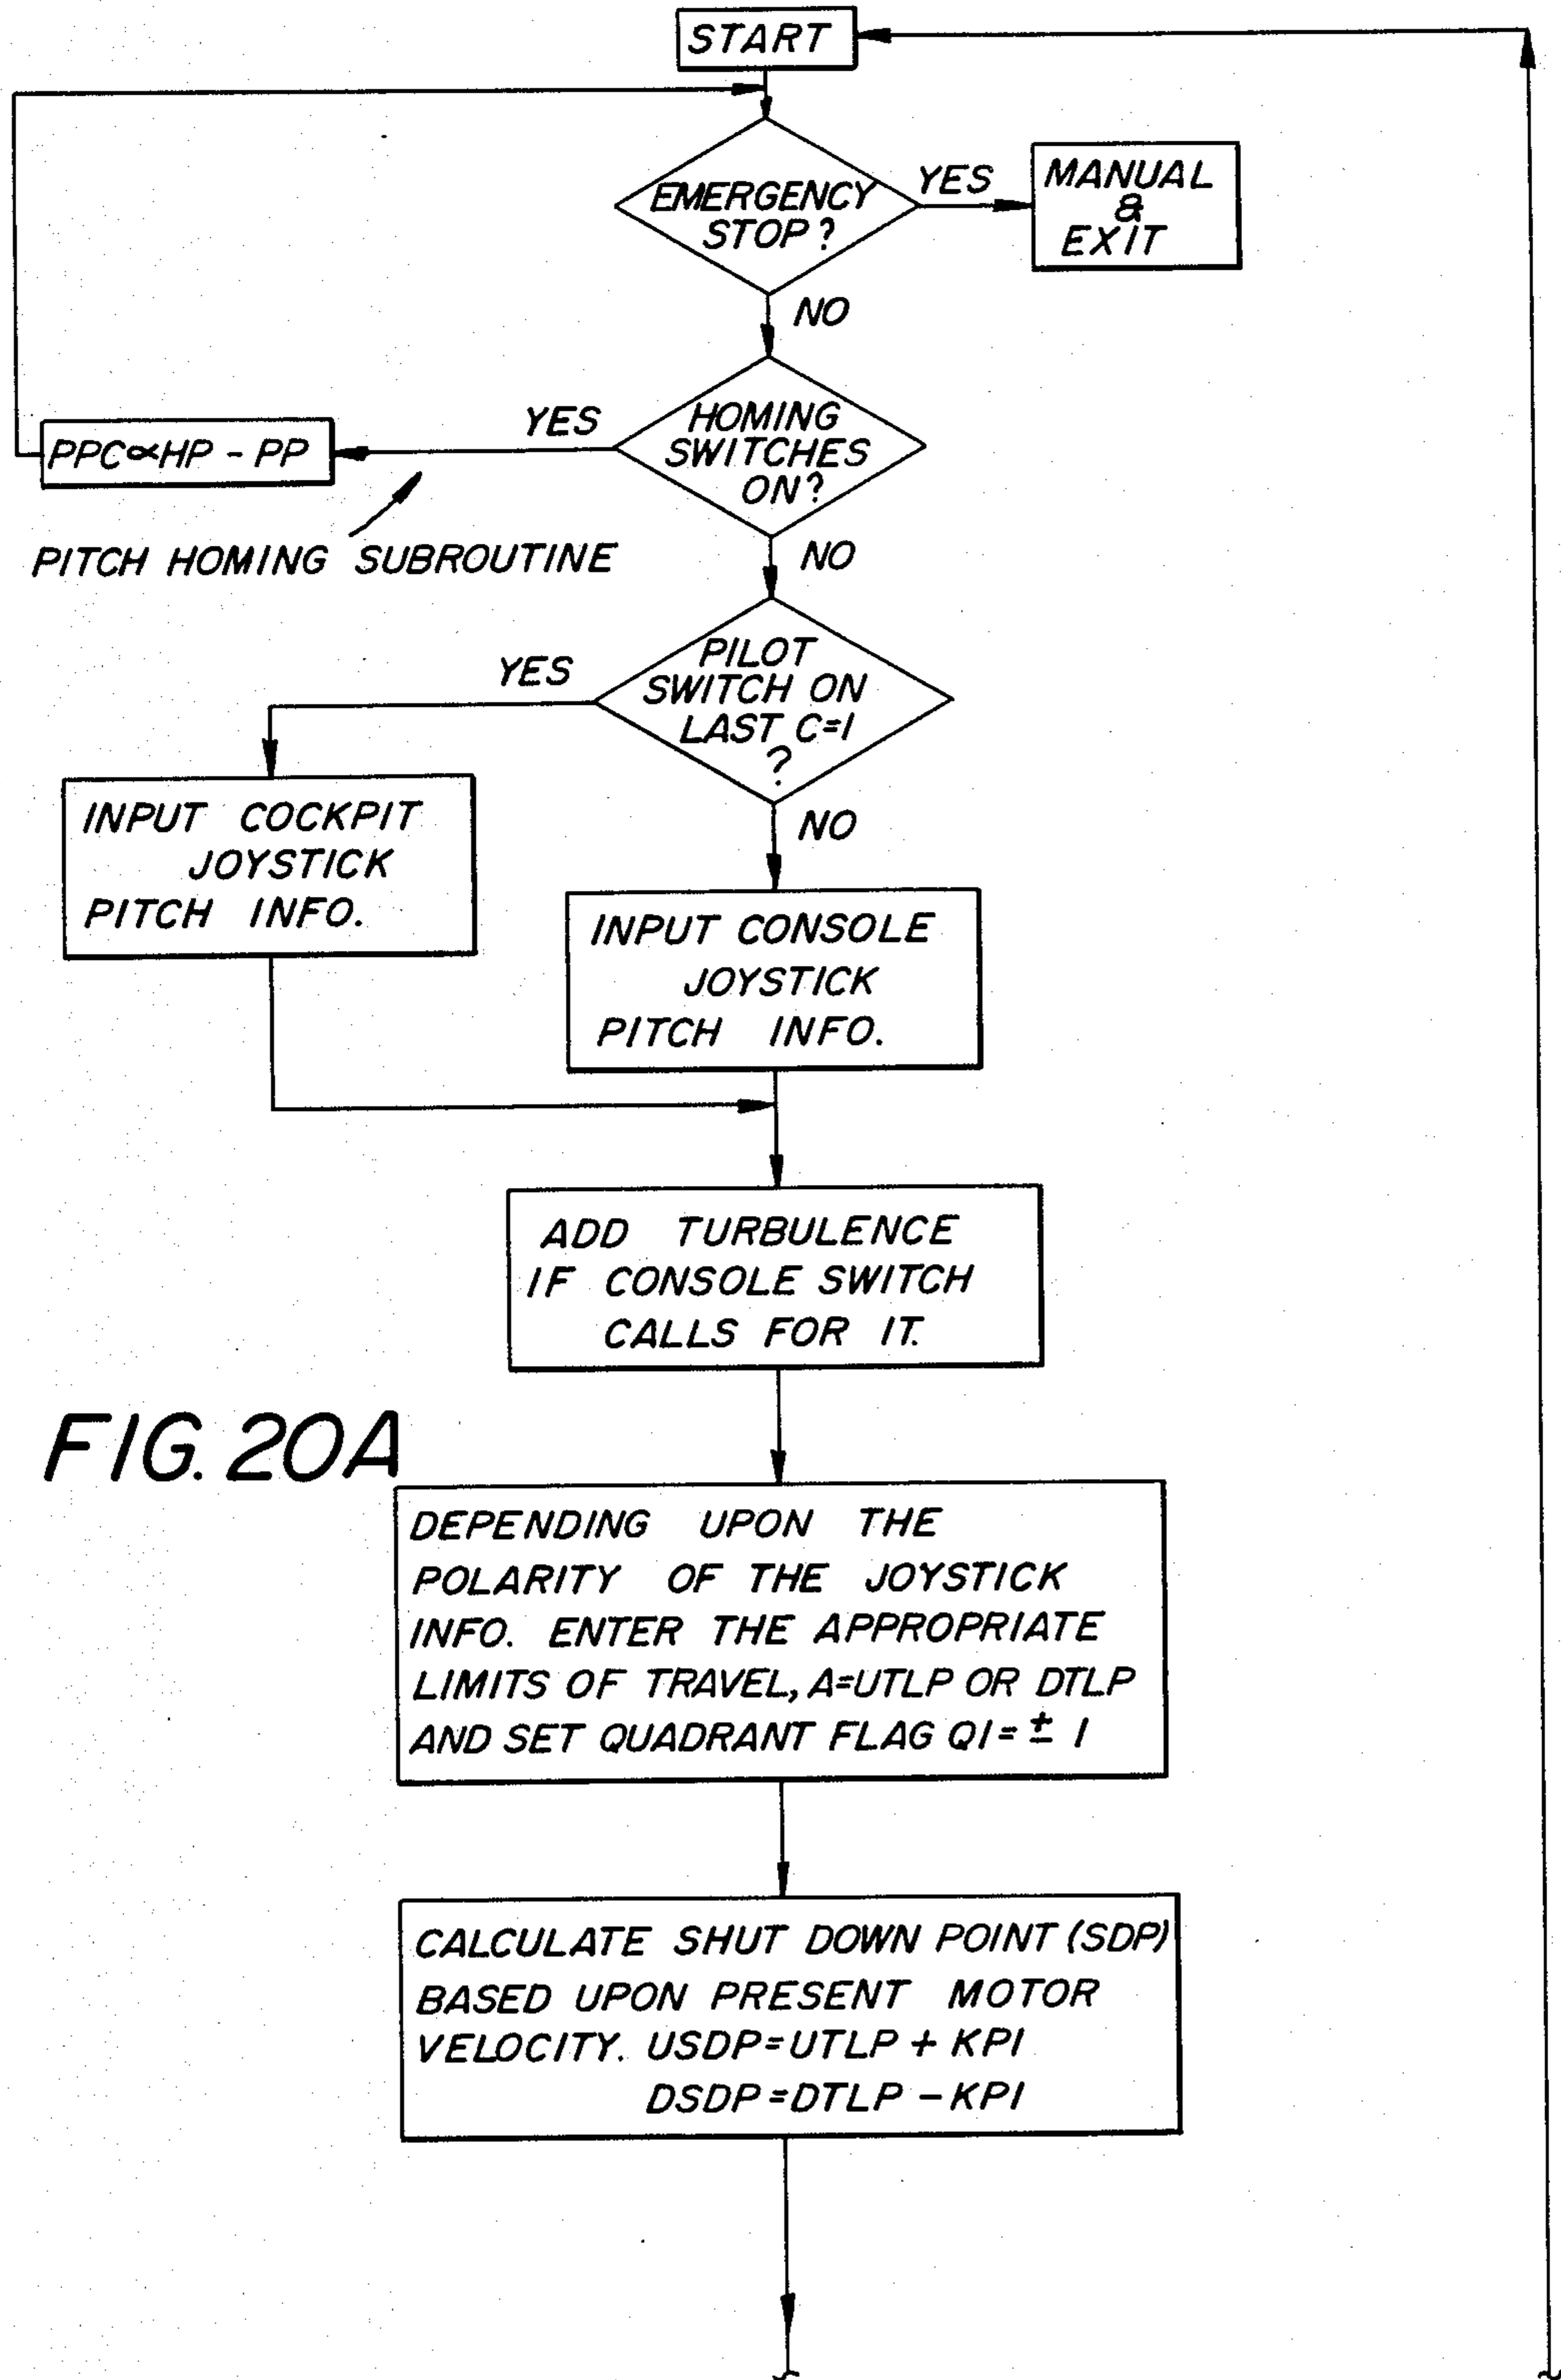 START
EMERGENCY
STOP?
YES
MANUAL
&
EXIT
NO
HOMING
SWITCHES
ON?
YES
PPC∝HP - PP
PITCH HOMING SUBROUTINE
NO
PILOT
SWITCH ON
LAST C=1
?
YES
INPUT COCKPIT
JOYSTICK
PITCH INFO.
NO
INPUT CONSOLE
JOYSTICK
PITCH INFO.
ADD TURBULENCE
IF CONSOLE SWITCH
CALLS FOR IT.
FIG. 20A
DEPENDING UPON THE
POLARITY OF THE JOYSTICK
INFO. ENTER THE APPROPRIATE
LIMITS OF TRAVEL, A=UTLP OR DTLP
AND SET QUADRANT FLAG Q1=± 1
CALCULATE SHUT DOWN POINT (SDP)
BASED UPON PRESENT MOTOR
VELOCITY. USDP=UTLP + KP1
DSDP=DTLP - KP1